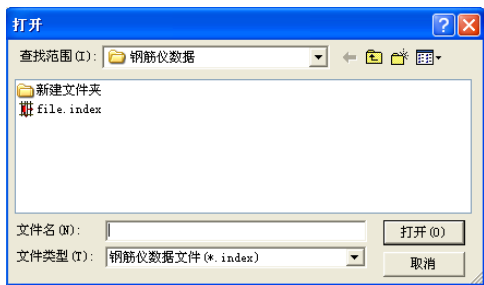 打开
查找范围(I): 钢筋仪数据
新建文件夹
file.index
文件名(N): 打开(O)
文件类型(T): 钢筋仪数据文件(*.index) 取消